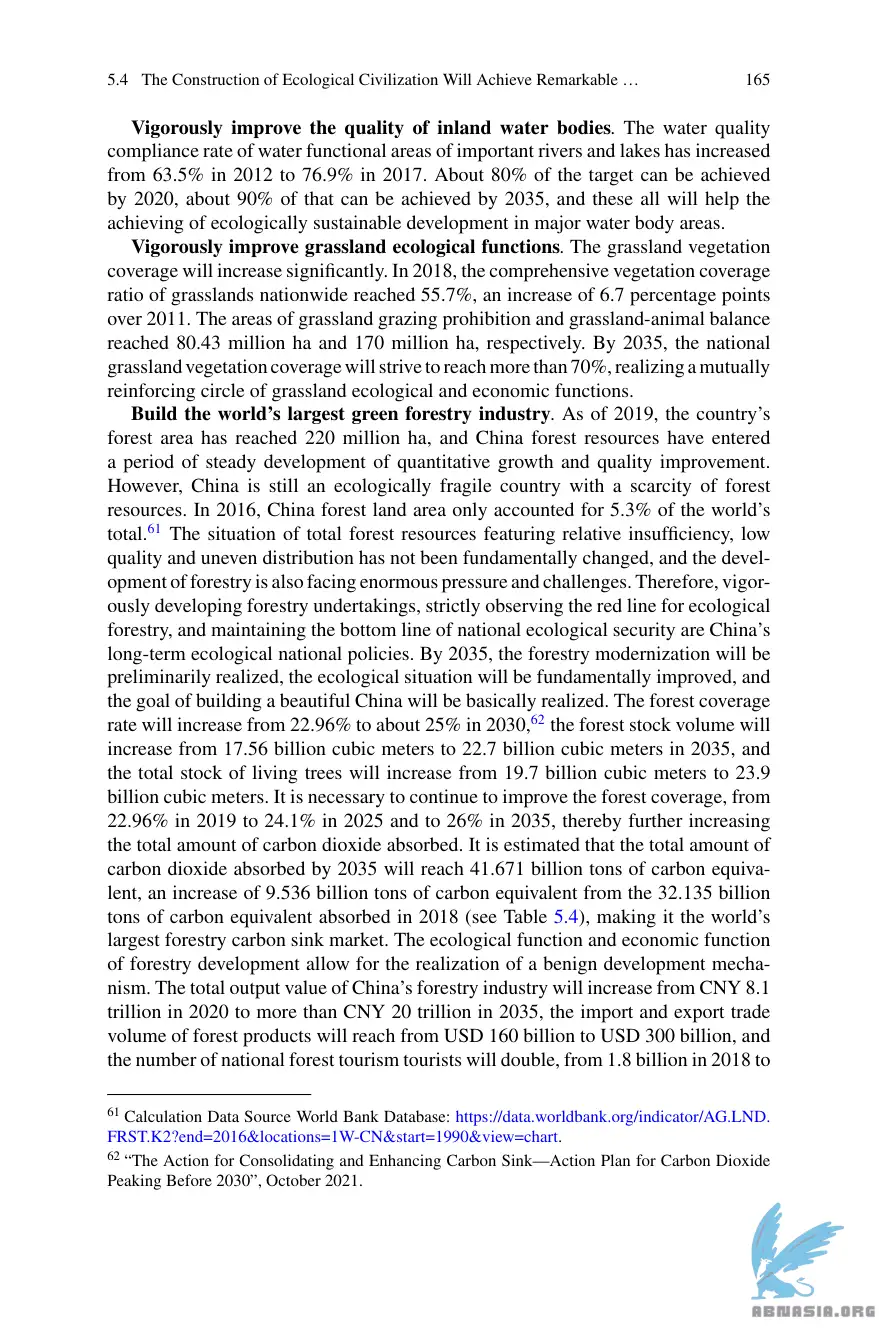 5.4 The Construction of Ecological Civilization Will Achieve Remarkable … 165
Vigorously improve the quality of inland water bodies. The water quality
compliance rate of water functional areas of important rivers and lakes has increased
from 63.5% in 2012 to 76.9% in 2017. About 80% of the target can be achieved
by 2020, about 90% of that can be achieved by 2035, and these all will help the
achieving of ecologically sustainable development in major water body areas.
Vigorously improve grassland ecological functions. The grassland vegetation
coverage will increase significantly. In 2018, the comprehensive vegetation coverage
ratio of grasslands nationwide reached 55.7%, an increase of 6.7 percentage points
over 2011. The areas of grassland grazing prohibition and grassland-animal balance
reached 80.43 million ha and 170 million ha, respectively. By 2035, the national
grassland vegetation coverage will strive to reach more than 70%, realizing a mutually
reinforcing circle of grassland ecological and economic functions.
Build the world's largest green forestry industry. As of 2019, the country's
forest area has reached 220 million ha, and China forest resources have entered
a period of steady development of quantitative growth and quality improvement.
However, China is still an ecologically fragile country with a scarcity of forest
resources. In 2016, China forest land area only accounted for 5.3% of the world's
total.61 The situation of total forest resources featuring relative insufficiency, low
quality and uneven distribution has not been fundamentally changed, and the devel-
opment of forestry is also facing enormous pressure and challenges. Therefore, vigor-
ously developing forestry undertakings, strictly observing the red line for ecological
forestry, and maintaining the bottom line of national ecological security are China's
long-term ecological national policies. By 2035, the forestry modernization will be
preliminarily realized, the ecological situation will be fundamentally improved, and
the goal of building a beautiful China will be basically realized. The forest coverage
rate will increase from 22.96% to about 25% in 2030,62 the forest stock volume will
increase from 17.56 billion cubic meters to 22.7 billion cubic meters in 2035, and
the total stock of living trees will increase from 19.7 billion cubic meters to 23.9
billion cubic meters. It is necessary to continue to improve the forest coverage, from
22.96% in 2019 to 24.1% in 2025 and to 26% in 2035, thereby further increasing
the total amount of carbon dioxide absorbed. It is estimated that the total amount of
carbon dioxide absorbed by 2035 will reach 41.671 billion tons of carbon equiva-
lent, an increase of 9.536 billion tons of carbon equivalent from the 32.135 billion
tons of carbon equivalent absorbed in 2018 (see Table 5.4), making it the world's
largest forestry carbon sink market. The ecological function and economic function
of forestry development allow for the realization of a benign development mecha-
nism. The total output value of China's forestry industry will increase from CNY 8.1
trillion in 2020 to more than CNY 20 trillion in 2035, the import and export trade
volume of forest products will reach from USD 160 billion to USD 300 billion, and
the number of national forest tourism tourists will double, from 1.8 billion in 2018 to
61 Calculation Data Source World Bank Database: https://data.worldbank.org/indicator/AG.LND.
FRST.K2?end=2016&locations=1W-CN&start=1990&view=chart.
62 “The Action for Consolidating and Enhancing Carbon Sink—Action Plan for Carbon Dioxide
Peaking Before 2030”, October 2021.
ABNASIA.ORG